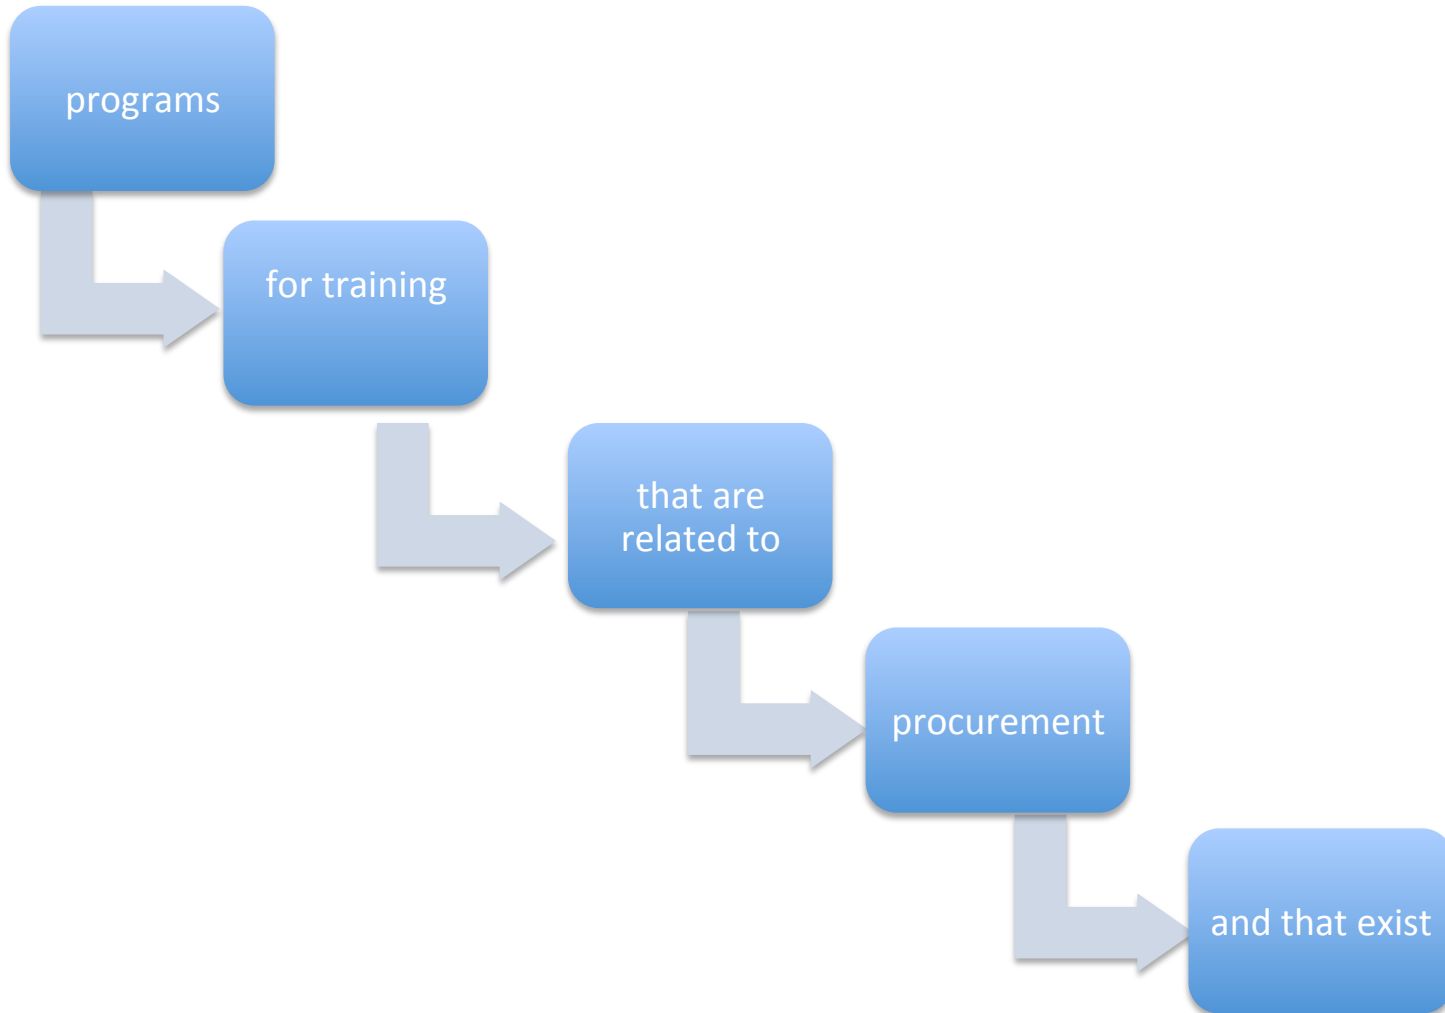 programs
for training
that are
related to
procurement
and that exist